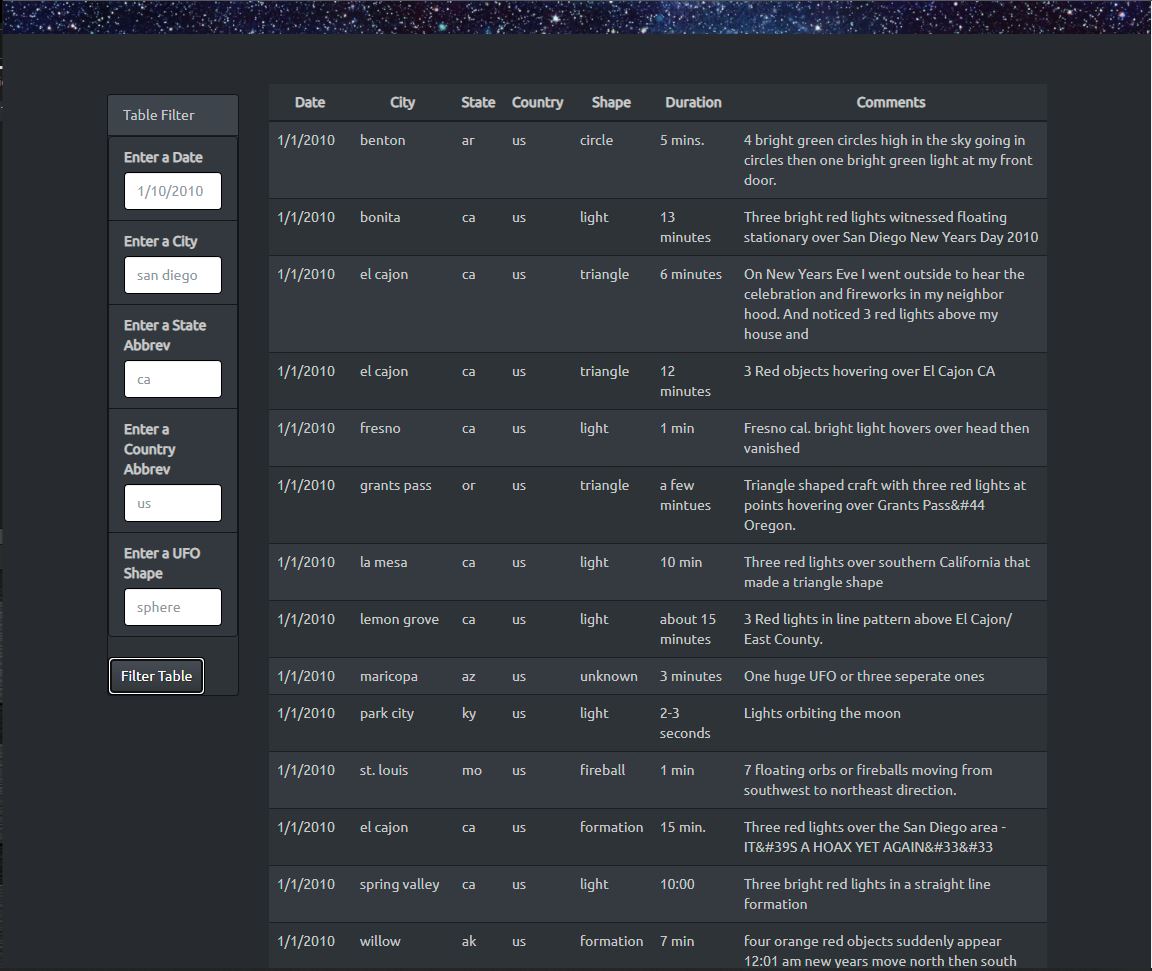 Table Filter
Enter a Date
1/10/2010
Enter a City
san diego
Enter a State
Abbrev
ca
Enter a
Country
Abbrev
us
Enter a UFO
Shape
sphere
Filter Table
Date City State Country Shape Duration Comments
1/1/2010 benton ar us circle 5 mins. 4 bright green circles high in the sky going in
circles then one bright green light at my front
door.
1/1/2010 bonita ca us light 13 Three bright red lights witnessed floating
minutes stationary over San Diego New Years Day 2010
1/1/2010 el cajon ca us triangle 6 minutes On New Years Eve I went outside to hear the
celebration and fireworks in my neighbor
hood. And noticed 3 red lights above my
house and
1/1/2010 el cajon ca us triangle 12 3 Red objects hovering over El Cajon CA
minutes
1/1/2010 fresno ca us light 1 min Fresno cal. bright light hovers over head then
vanished
1/1/2010 grants pass or us triangle a few Triangle shaped craft with three red lights at
mintues points hovering over Grants Pass&#44
Oregon.
1/1/2010 la mesa ca us light 10 min Three red lights over southern California that
made a triangle shape
1/1/2010 lemon grove ca us light about 15 3 Red lights in line pattern above El Cajon/
minutes East County.
1/1/2010 maricopa az us unknown 3 minutes One huge UFO or three seperate ones
1/1/2010 park city ky us light 2-3 Lights orbiting the moon
seconds
1/1/2010 st. louis mo us fireball 1 min 7 floating orbs or fireballs moving from
southwest to northeast direction.
1/1/2010 el cajon ca us formation 15 min. Three red lights over the San Diego area -
IT&#39S A HOAX YET AGAIN&#33&#33
1/1/2010 spring valley ca us light 10:00 Three bright red lights in a straight line
formation
1/1/2010 willow ak us formation 7 min four orange red objects suddenly appear
12:01 am new years move north then south